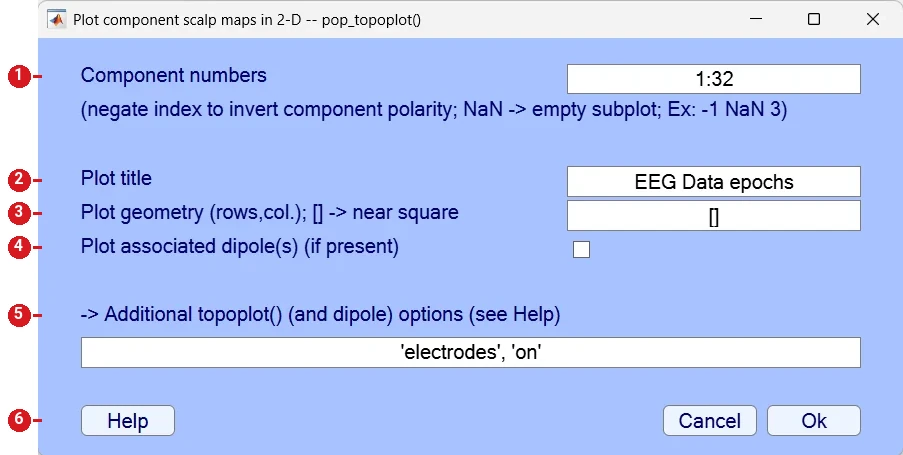 Plot component scalp maps in 2-D -- pop_topoplot()
1 Component numbers 1:32
(negate index to invert component polarity; NaN -> empty subplot; Ex: -1 NaN 3)
2 Plot title EEG Data epochs
3 Plot geometry (rows,col.); [] -> near square []
4 Plot associated dipole(s) (if present)
5 -> Additional topoplot() (and dipole) options (see Help)
'electrodes', 'on'
6 Help Cancel Ok